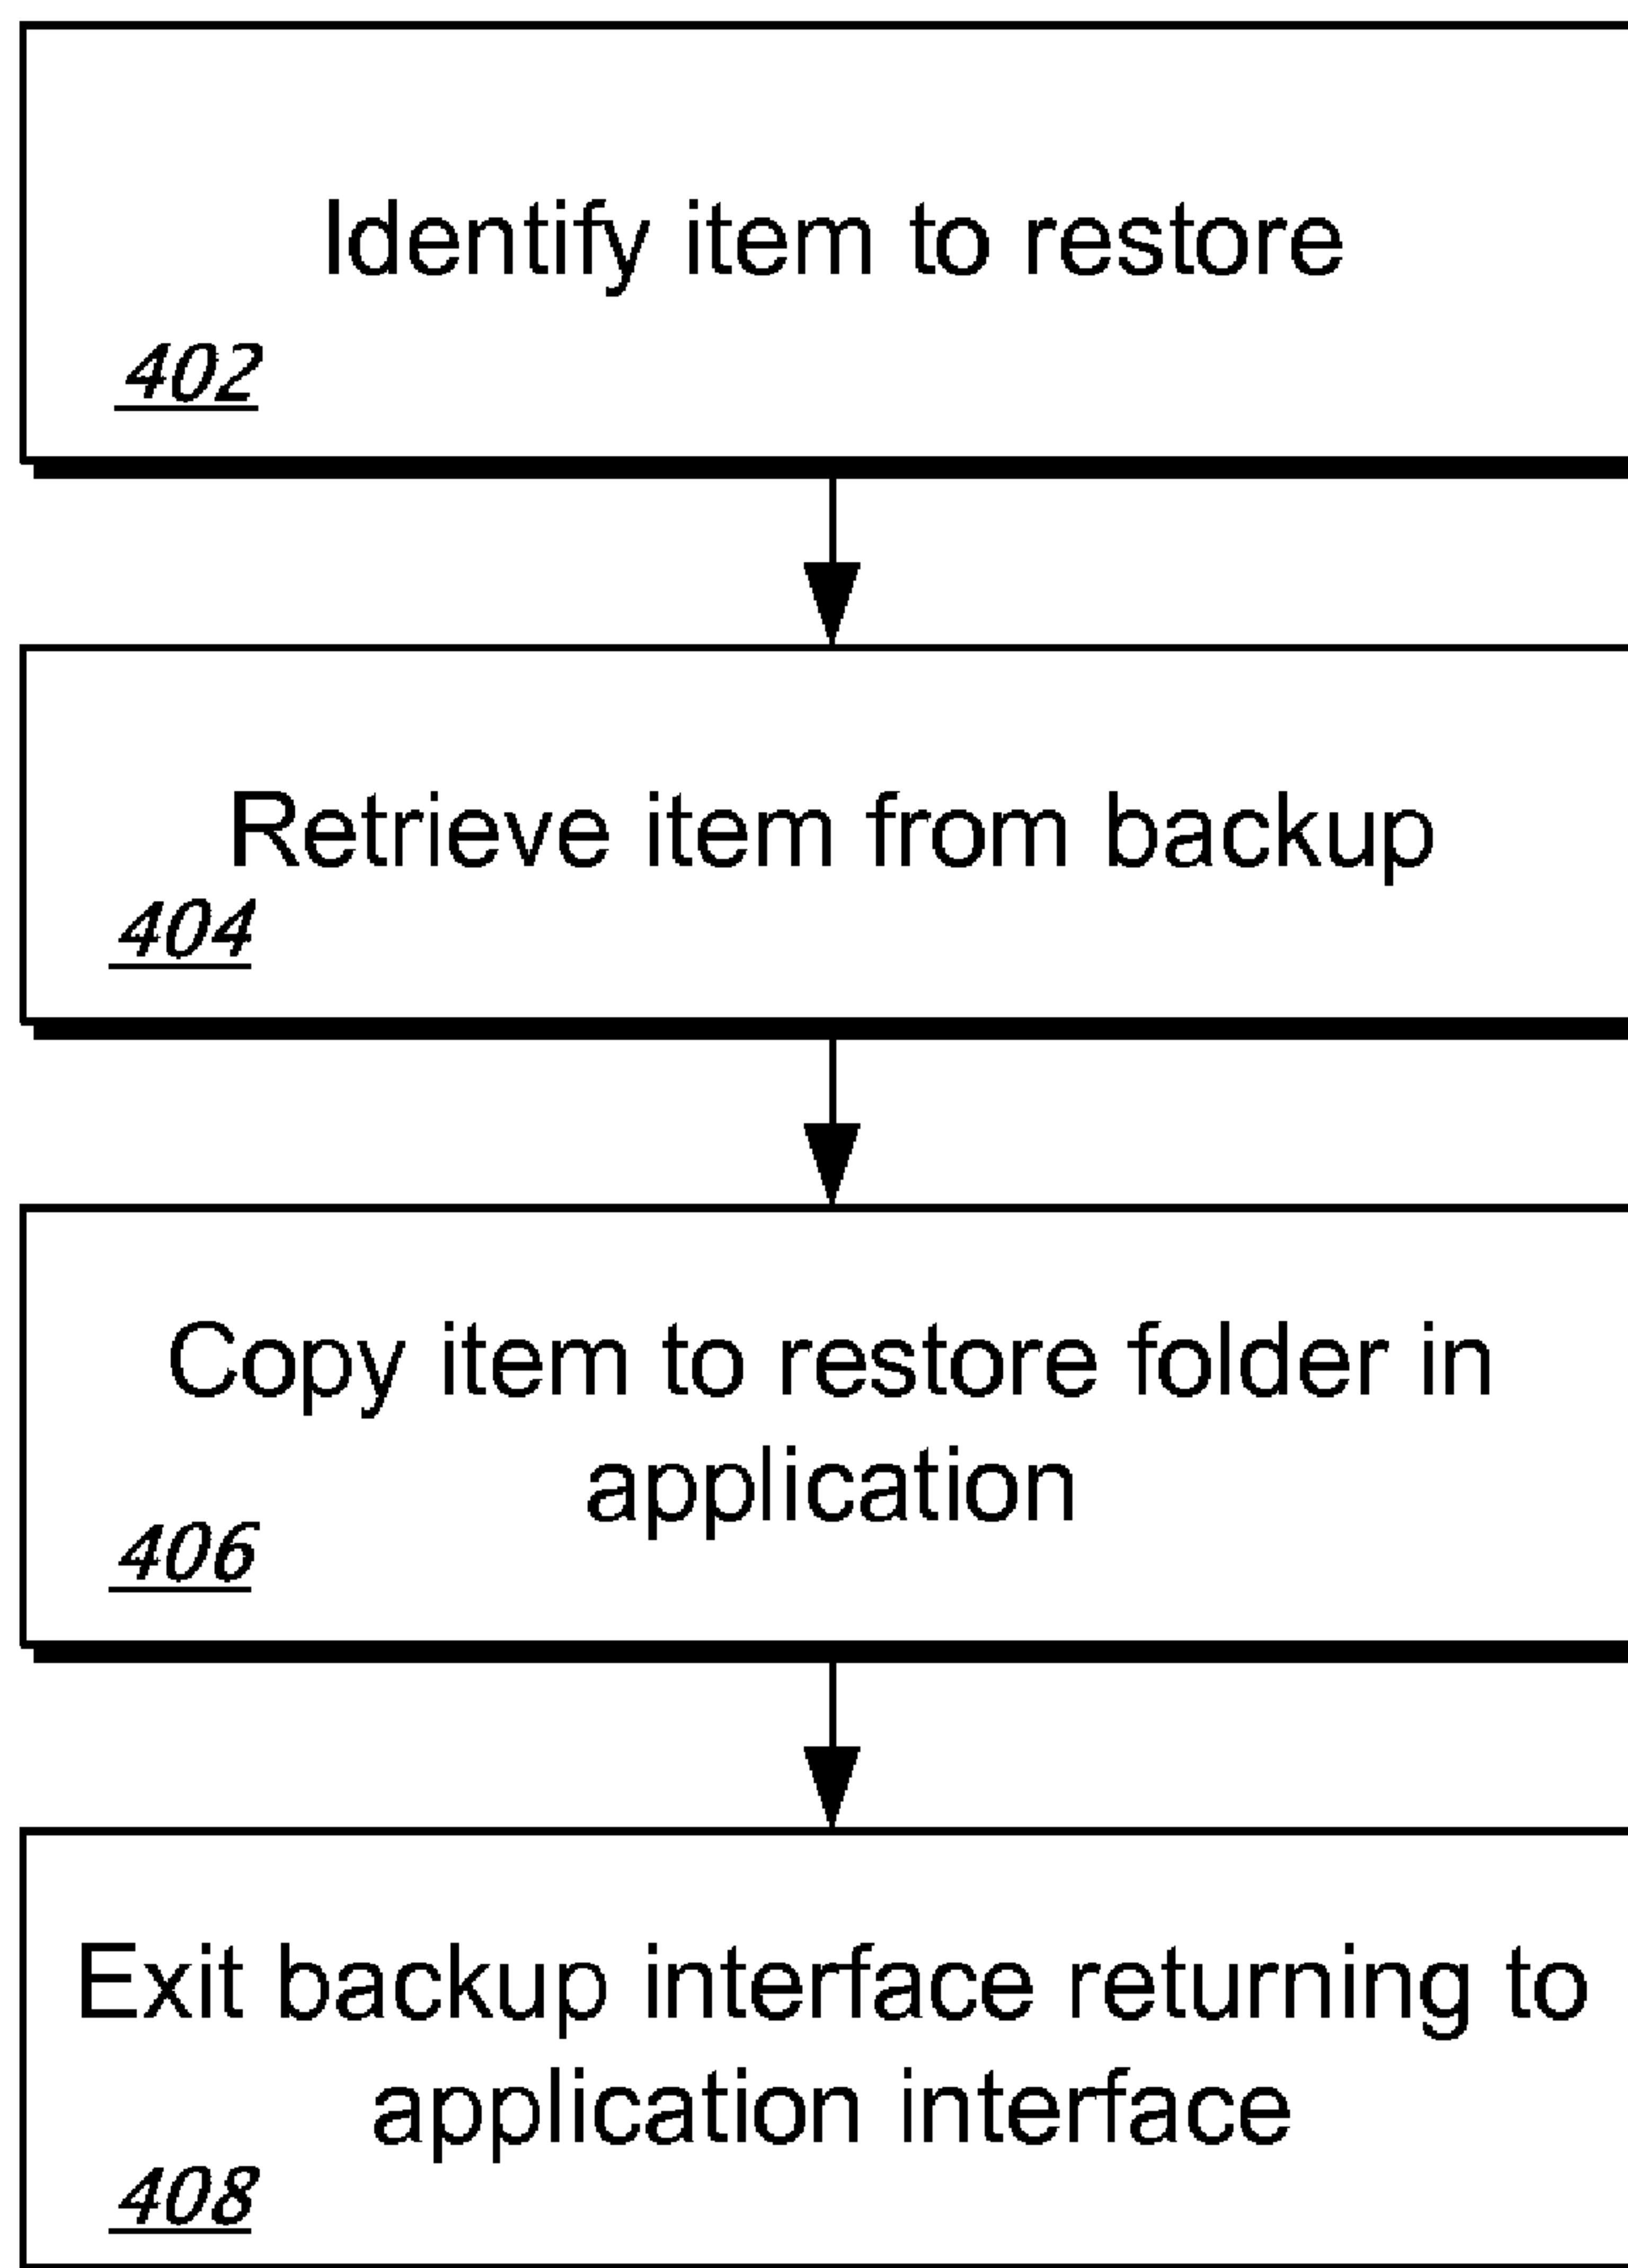 Identify item to restore
402
Retrieve item from backup
404
Copy item to restore folder in
application
406
Exit backup interface returning to
application interface
408